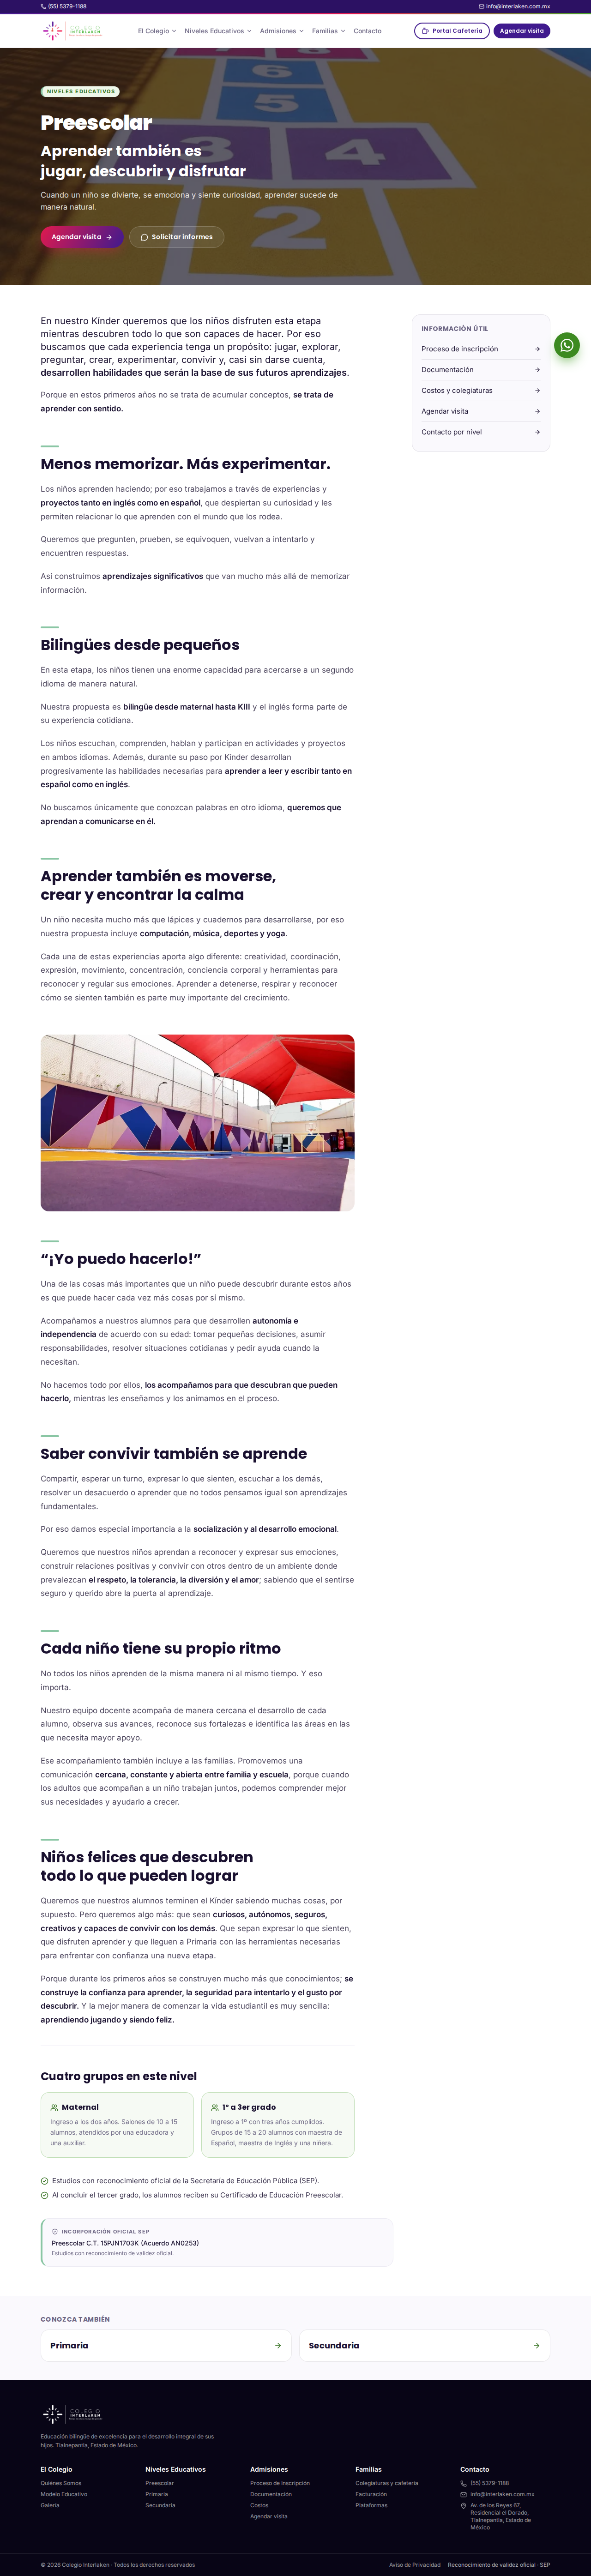 (55) 5379-1188
info@interlaken.com.mx
COLEGIO
INTERLAKEN
El Colegio
Niveles Educativos
Admisiones
Familias
Contacto
Portal Cafetería
Agendar visita
NIVELES EDUCATIVOS
Preescolar
Aprender también es
jugar, descubrir y disfrutar
Cuando un niño se divierte, se emociona y siente curiosidad, aprender sucede de
manera natural.
Agendar visita
Solicitar informes
En nuestro Kínder queremos que los niños disfruten esta etapa
mientras descubren todo lo que son capaces de hacer. Por eso
buscamos que cada experiencia tenga un propósito: jugar, explorar,
preguntar, crear, experimentar, convivir y, casi sin darse cuenta,
desarrollen habilidades que serán la base de sus futuros aprendizajes.
Porque en estos primeros años no se trata de acumular conceptos, se trata de
aprender con sentido.
INFORMACIÓN ÚTIL
Proceso de inscripción
Documentación
Costos y colegiaturas
Agendar visita
Contacto por nivel
Menos memorizar. Más experimentar.
Los niños aprenden haciendo; por eso trabajamos a través de experiencias y
proyectos tanto en inglés como en español, que despiertan su curiosidad y les
permiten relacionar lo que aprenden con el mundo que los rodea.
Queremos que pregunten, prueben, se equivoquen, vuelvan a intentarlo y
encuentren respuestas.
Así construimos aprendizajes significativos que van mucho más allá de memorizar
información.
Bilingües desde pequeños
En esta etapa, los niños tienen una enorme capacidad para acercarse a un segundo
idioma de manera natural.
Nuestra propuesta es bilingüe desde maternal hasta KIII y el inglés forma parte de
su experiencia cotidiana.
Los niños escuchan, comprenden, hablan y participan en actividades y proyectos
en ambos idiomas. Además, durante su paso por Kínder desarrollan
progresivamente las habilidades necesarias para aprender a leer y escribir tanto en
español como en inglés.
No buscamos únicamente que conozcan palabras en otro idioma, queremos que
aprendan a comunicarse en él.
Aprender también es moverse,
crear y encontrar la calma
Un niño necesita mucho más que lápices y cuadernos para desarrollarse, por eso
nuestra propuesta incluye computación, música, deportes y yoga.
Cada una de estas experiencias aporta algo diferente: creatividad, coordinación,
expresión, movimiento, concentración, conciencia corporal y herramientas para
reconocer y regular sus emociones. Aprender a detenerse, respirar y reconocer
cómo se sienten también es parte muy importante del crecimiento.
“¡Yo puedo hacerlo!”
Una de las cosas más importantes que un niño puede descubrir durante estos años
es que puede hacer cada vez más cosas por sí mismo.
Acompañamos a nuestros alumnos para que desarrollen autonomía e
independencia de acuerdo con su edad: tomar pequeñas decisiones, asumir
responsabilidades, resolver situaciones cotidianas y pedir ayuda cuando la
necesitan.
No hacemos todo por ellos, los acompañamos para que descubran que pueden
hacerlo, mientras les enseñamos y los animamos en el proceso.
Saber convivir también se aprende
Compartir, esperar un turno, expresar lo que sienten, escuchar a los demás,
resolver un desacuerdo o aprender que no todos pensamos igual son aprendizajes
fundamentales.
Por eso damos especial importancia a la socialización y al desarrollo emocional.
Queremos que nuestros niños aprendan a reconocer y expresar sus emociones,
construir relaciones positivas y convivir con otros dentro de un ambiente donde
prevalezcan el respeto, la tolerancia, la diversión y el amor; sabiendo que el sentirse
seguro y querido abre la puerta al aprendizaje.
Cada niño tiene su propio ritmo
No todos los niños aprenden de la misma manera ni al mismo tiempo. Y eso
importa.
Nuestro equipo docente acompaña de manera cercana el desarrollo de cada
alumno, observa sus avances, reconoce sus fortalezas e identifica las áreas en las
que necesita mayor apoyo.
Ese acompañamiento también incluye a las familias. Promovemos una
comunicación cercana, constante y abierta entre familia y escuela, porque cuando
los adultos que acompañan a un niño trabajan juntos, podemos comprender mejor
sus necesidades y ayudarlo a crecer.
Niños felices que descubren
todo lo que pueden lograr
Queremos que nuestros alumnos terminen el Kínder sabiendo muchas cosas, por
supuesto. Pero queremos algo más: que sean curiosos, autónomos, seguros,
creativos y capaces de convivir con los demás. Que sepan expresar lo que sienten,
que disfruten aprender y que lleguen a Primaria con las herramientas necesarias
para enfrentar con confianza una nueva etapa.
Porque durante los primeros años se construyen mucho más que conocimientos; se
construye la confianza para aprender, la seguridad para intentarlo y el gusto por
descubrir. Y la mejor manera de comenzar la vida estudiantil es muy sencilla:
aprendiendo jugando y siendo feliz.
Cuatro grupos en este nivel
Maternal
Ingreso a los dos años. Salones de 10 a 15
alumnos, atendidos por una educadora y
una auxiliar.
1º a 3er grado
Ingreso a 1º con tres años cumplidos.
Grupos de 15 a 20 alumnos con maestra de
Español, maestra de Inglés y una niñera.
Estudios con reconocimiento oficial de la Secretaría de Educación Pública (SEP).
Al concluir el tercer grado, los alumnos reciben su Certificado de Educación Preescolar.
INCORPORACIÓN OFICIAL SEP
Preescolar C.T. 15PJN1703K (Acuerdo AN0253)
Estudios con reconocimiento de validez oficial.
CONOZCA TAMBIÉN
Primaria
Secundaria
COLEGIO
INTERLAKEN
Educación bilingüe de excelencia para el desarrollo integral de sus
hijos. Tlalnepantla, Estado de México.
El Colegio
Quiénes Somos
Modelo Educativo
Galería
Niveles Educativos
Preescolar
Primaria
Secundaria
Admisiones
Proceso de Inscripción
Documentación
Costos
Agendar visita
Familias
Colegiaturas y cafetería
Facturación
Plataformas
Contacto
(55) 5379-1188
info@interlaken.com.mx
Av. de los Reyes 67,
Residencial el Dorado,
Tlalnepantla, Estado de
México
© 2026 Colegio Interlaken · Todos los derechos reservados
Aviso de Privacidad
Reconocimiento de validez oficial · SEP